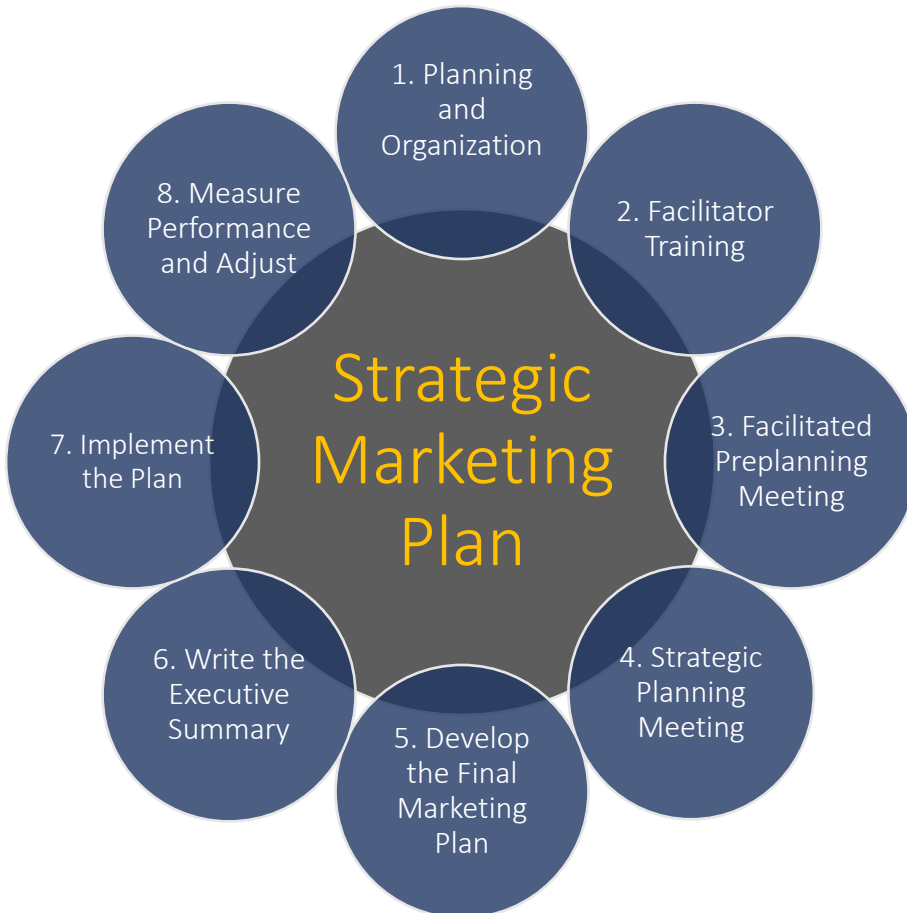 1. Planning
and
Organization
2. Facilitator
Training
3. Facilitated
Preplanning
Meeting
4. Strategic
Planning
Meeting
5. Develop
the Final
Marketing
Plan
6. Write the
Executive
Summary
7. Implement
the Plan
8. Measure
Performance
and Adjust
Strategic
Marketing
Plan